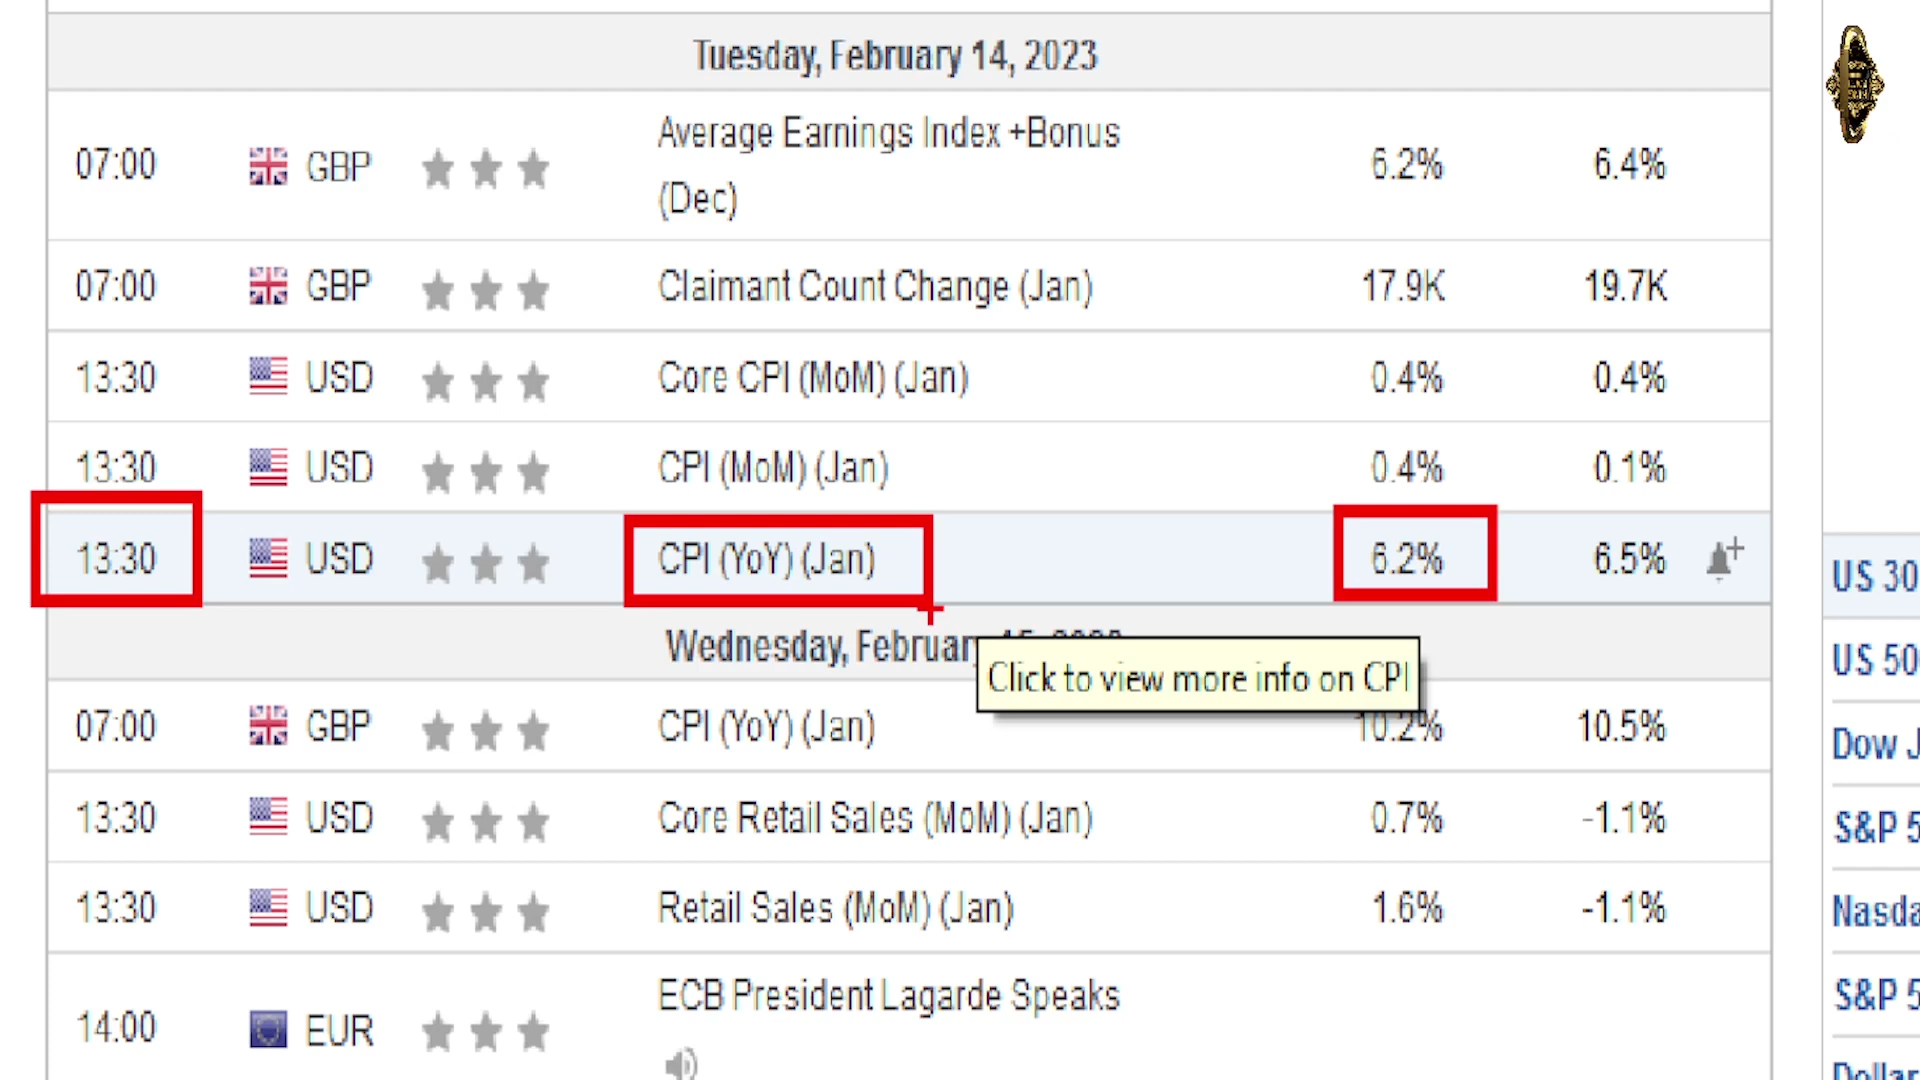 Tuesday, February 14, 2023
07:00 GBP Average Earnings Index +Bonus (Dec) 6.2% 6.4%
07:00 GBP Claimant Count Change (Jan) 17.9K 19.7K
13:30 USD Core CPI (MoM) (Jan) 0.4% 0.4%
13:30 USD CPI (MoM) (Jan) 0.4% 0.1%
13:30 USD CPI (YoY) (Jan) 6.2% 6.5%
Wednesday, February
Click to view more info on CPI
07:00 GBP CPI (YoY) (Jan) 10.2% 10.5%
13:30 USD Core Retail Sales (MoM) (Jan) 0.7% -1.1%
13:30 USD Retail Sales (MoM) (Jan) 1.6% -1.1%
14:00 EUR ECB President Lagarde Speaks
US 30
US 50
Dow J
S&P 5
Nasda
S&P 5
Dollar